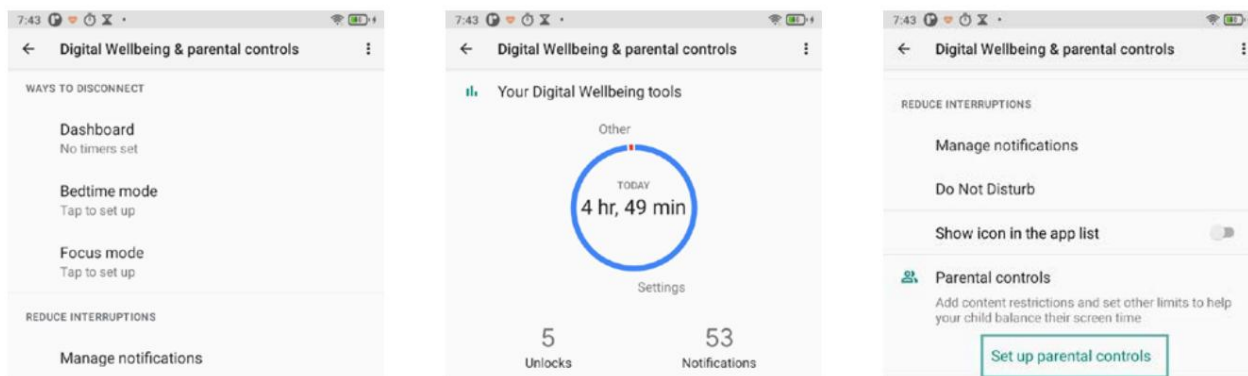 7:43
Digital Wellbeing & parental controls
WAYS TO DISCONNECT
Dashboard
No timers set
Bedtime mode
Tap to set up
Focus mode
Tap to set up
REDUCE INTERRUPTIONS
Manage notifications
7:43
Digital Wellbeing & parental controls
Your Digital Wellbeing tools
Other
TODAY
4 hr, 49 min
Settings
5
Unlocks
53
Notifications
7:43
Digital Wellbeing & parental controls
REDUCE INTERRUPTIONS
Manage notifications
Do Not Disturb
Show icon in the app list
Parental controls
Add content restrictions and set other limits to help
your child balance their screen time
Set up parental controls